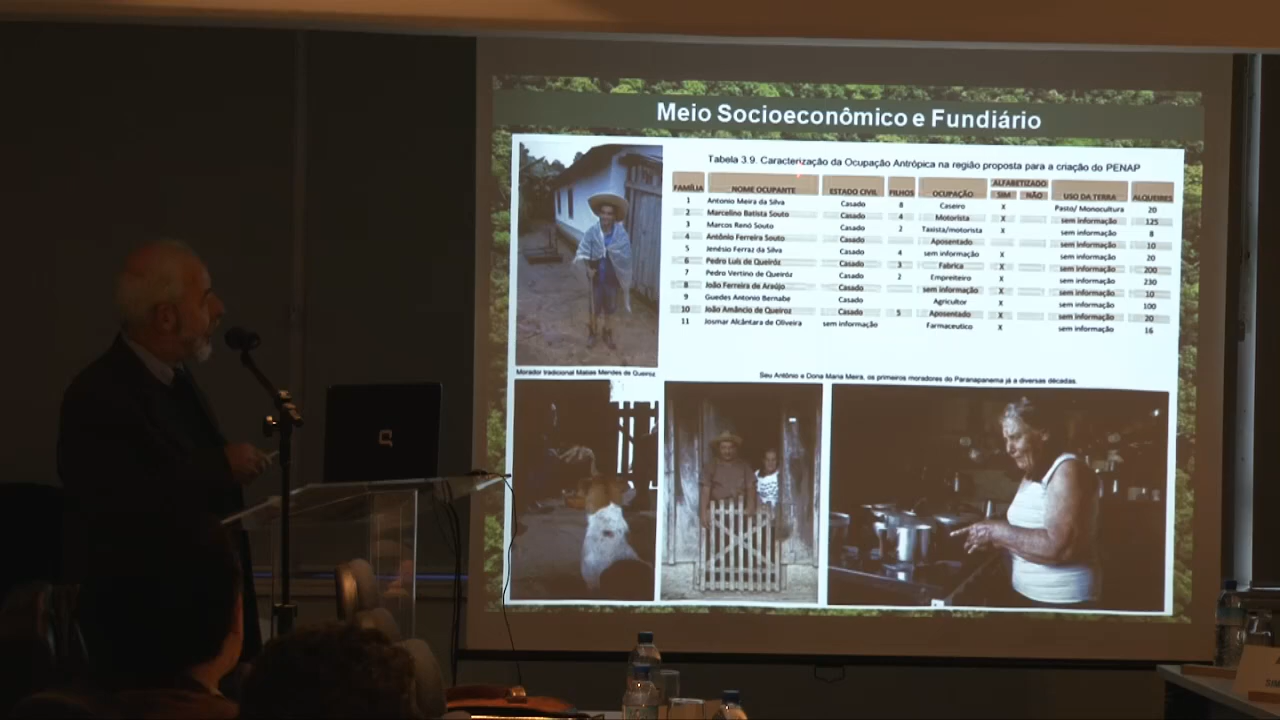 Meio Socioeconômico e Fundiário
Tabela 3.9. Caracterização da Ocupação Antrópica na região proposta para a criação do PENAP
FAMÍLIA NOME OCUPANTE ESTADO CIVIL FILHOS OCUPAÇÃO ALFABETIZADO SIM NÃO USO DA TERRA ALQUEIRES
1 Antonio Meira da Silva Casado 8 Caseiro X Pasto/ Monocultura 20
2 Marcelino Batista Souto Casado 4 Motorista X sem informação 125
3 Marcos Renó Souto Casado 2 Taxista/motorista X sem informação 8
4 Antônio Ferreira Souto Casado Aposentado sem informação 10
5 Jenésio Ferraz da Silva Casado 4 sem informação X sem informação 20
6 Pedro Luis de Queiróz Casado 3 Fabrica X sem informação 200
7 Pedro Vertino de Queiróz Casado 2 Empreiteiro X sem informação 230
8 João Ferreira de Araújo Casado sem informação X sem informação 10
9 Guedes Antonio Bernabe Casado Agricultor X sem informação 100
10 João Amâncio de Queiroz Casado 5 Aposentado X sem informação 20
11 Josmar Alcântara de Oliveira sem informação Farmaceutico X sem informação 16
Morador tradicional Matias Mendes de Queiroz
Seu Antônio e Dona Maria Meira, os primeiros moradores do Paranapanema já a diversas décadas.